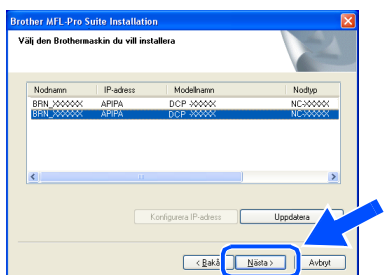 Brother MFL-Pro Suite Installation
Välj den Brothermaskin du vill installera
Nodnamn IP-adress Modellnamn Nodtyp
BRN_XXXXXX APIPA DCP-XXXXX NC-XXXXX
BRN_XXXXXX APIPA DCP-XXXXX NC-XXXXX
Konfigurera IP-adress Uppdatera
< Bakå Nästa > Avbryt